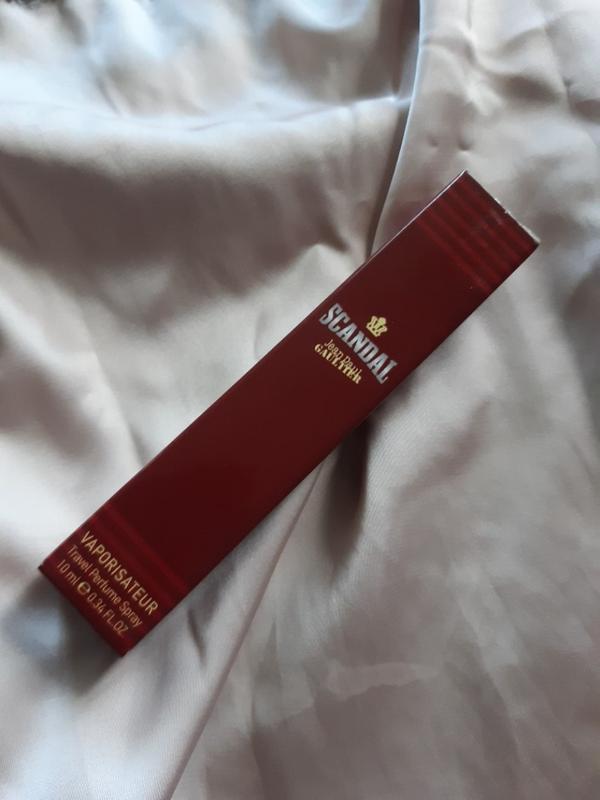 SCANDAL
Jean Paul
GAULTIER
VAPORISATEUR
Travel Perfume Spray
10 ml ℮ 0.34 FL.OZ